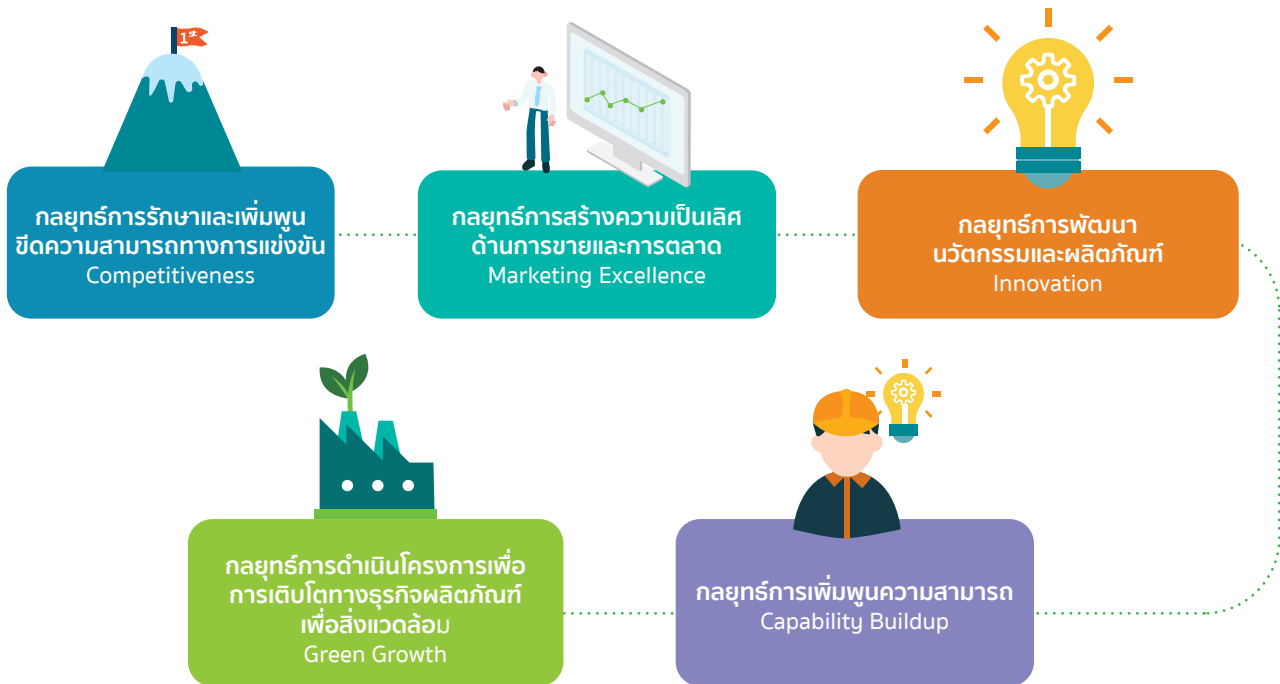 1st
กลยุทธ์การรักษาและเพิ่มพูน
ขีดความสามารถทางการแข่งขัน
Competitiveness
กลยุทธ์การสร้างความเป็นเลิศ
ด้านการขายและการตลาด
Marketing Excellence
กลยุทธ์การพัฒนา
นวัตกรรมและผลิตภัณฑ์
Innovation
กลยุทธ์การเพิ่มพูนความสามารถ
Capability Buildup
กลยุทธ์การดำเนินโครงการเพื่อ
การเติบโตทางธุรกิจผลิตภัณฑ์
เพื่อสิ่งแวดล้อม
Green Growth